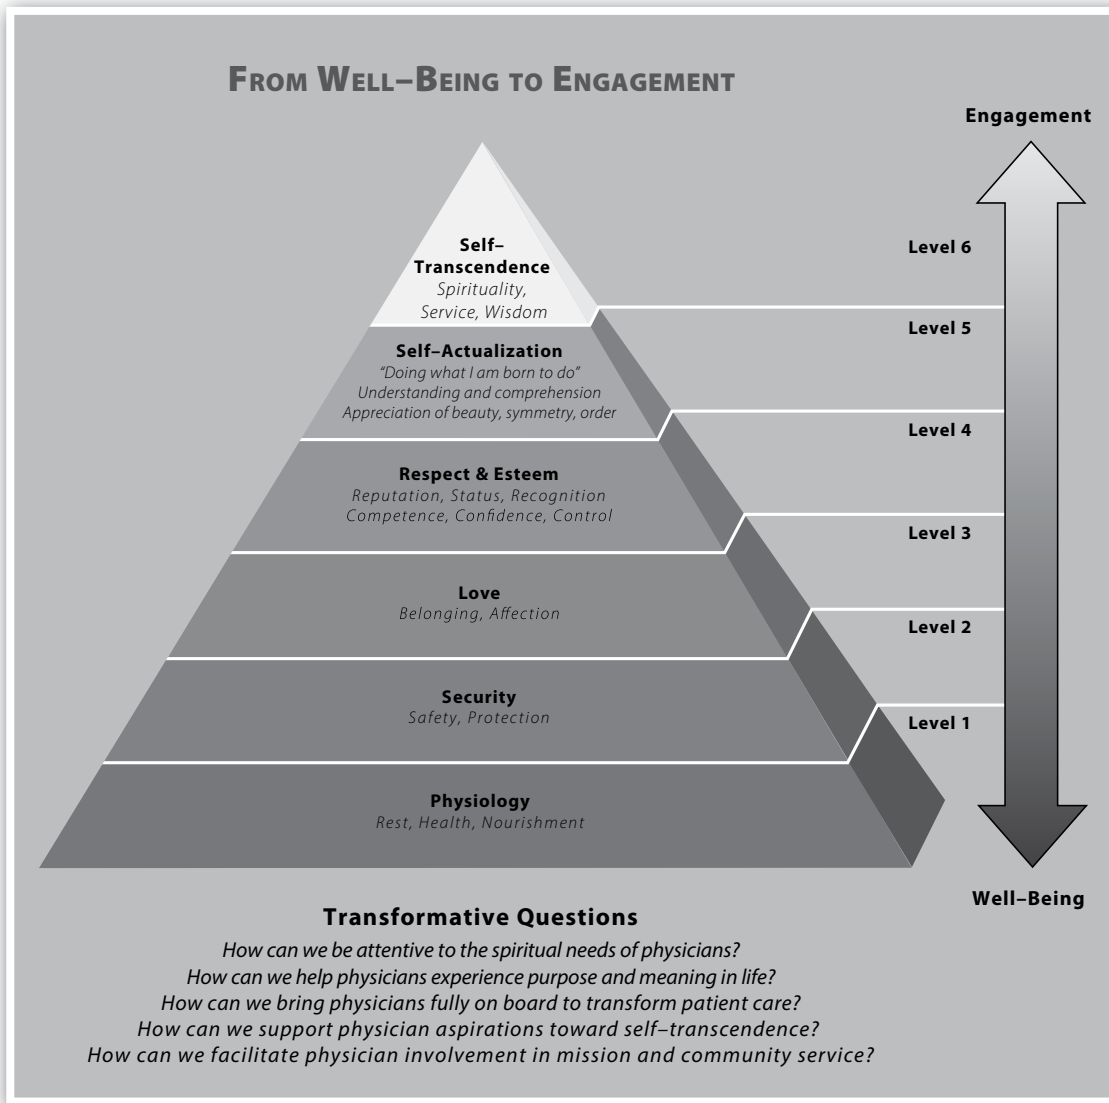 FROM WELL–BEING TO ENGAGEMENT
Engagement
Self–
Transcendence
Spirituality,
Service, Wisdom
Level 6
Level 5
Self–Actualization
“Doing what I am born to do”
Understanding and comprehension
Appreciation of beauty, symmetry, order
Level 4
Respect & Esteem
Reputation, Status, Recognition
Competence, Confidence, Control
Level 3
Love
Belonging, Affection
Level 2
Security
Safety, Protection
Level 1
Physiology
Rest, Health, Nourishment
Well–Being
Transformative Questions
How can we be attentive to the spiritual needs of physicians?
How can we help physicians experience purpose and meaning in life?
How can we bring physicians fully on board to transform patient care?
How can we support physician aspirations toward self–transcendence?
How can we facilitate physician involvement in mission and community service?